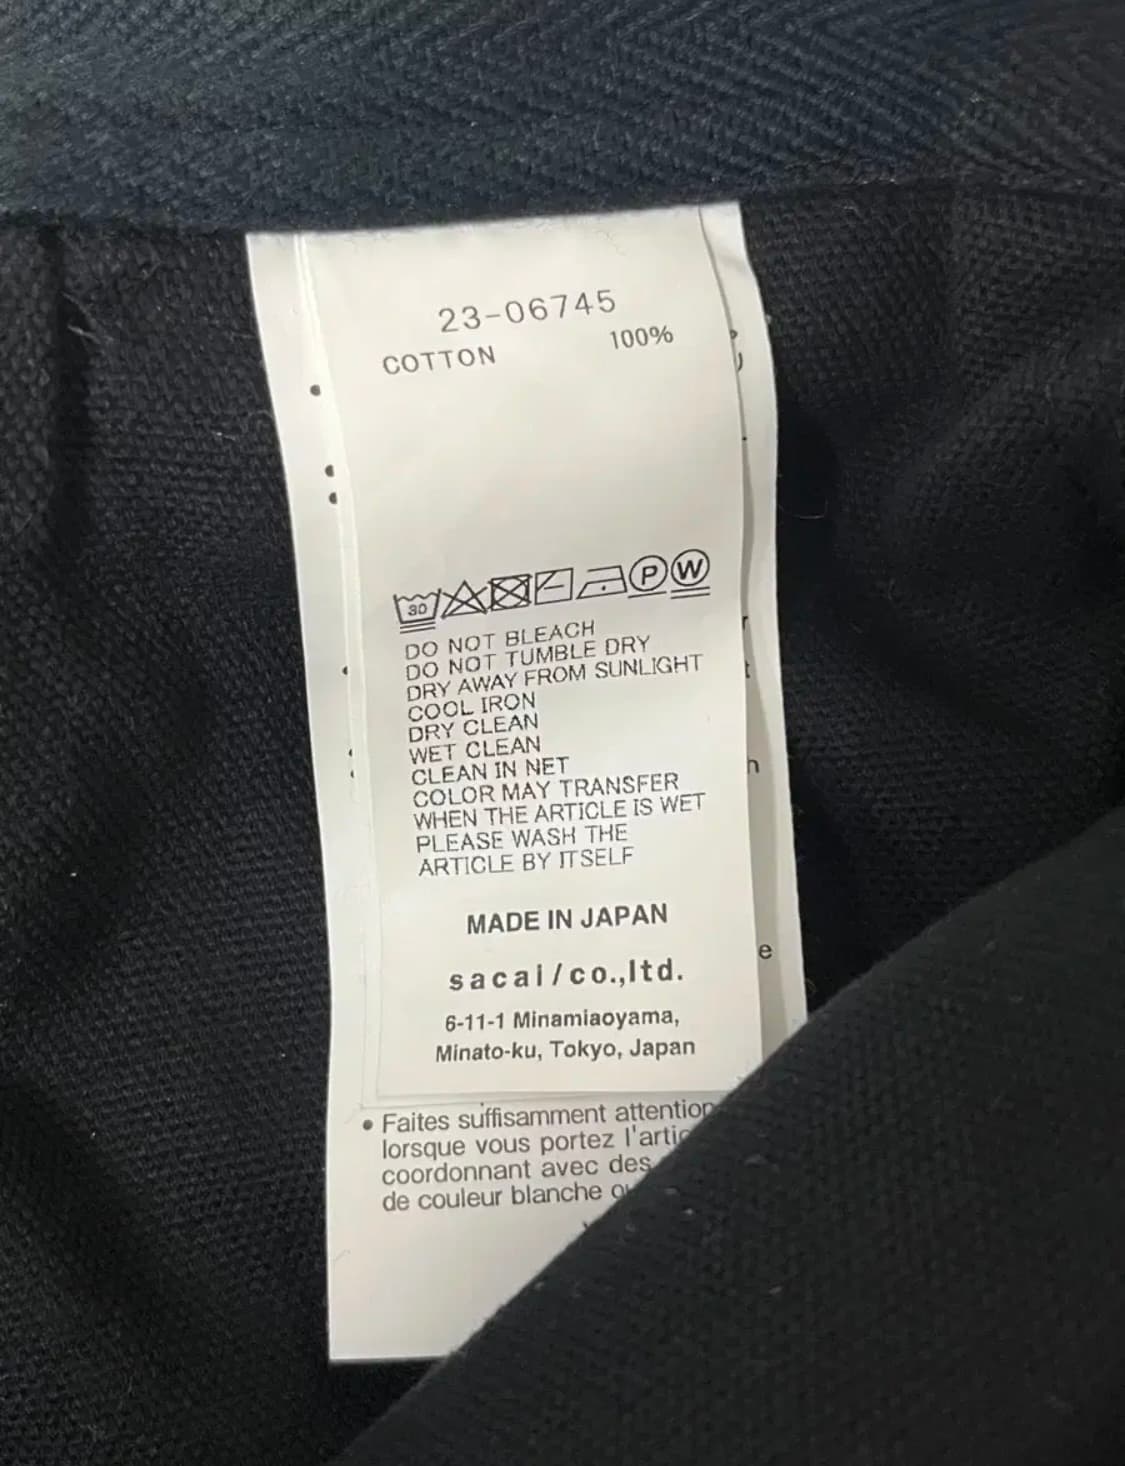 23-06745
COTTON 100%
30 P W
DO NOT BLEACH
DO NOT TUMBLE DRY
DRY AWAY FROM SUNLIGHT
COOL IRON
DRY CLEAN
WET CLEAN
CLEAN IN NET
COLOR MAY TRANSFER
WHEN THE ARTICLE IS WET
PLEASE WASH THE
ARTICLE BY ITSELF
MADE IN JAPAN
sacai/co.,ltd.
6-11-1 Minamiaoyama,
Minato-ku, Tokyo, Japan
• Faites suffisamment attention
lorsque vous portez l'artic
coordonnant avec des
de couleur blanche